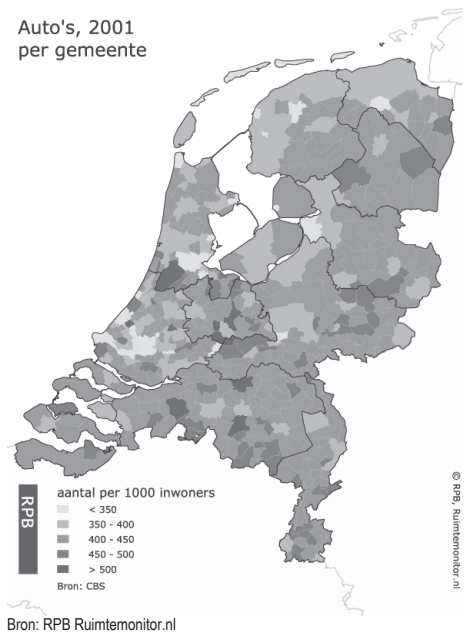 Auto's, 2001
per gemeente
aantal per 1000 inwoners
< 350
350 - 400
400 - 450
450 - 500
> 500
Bron: CBS
RPB
© RPB, Ruimtemonitor.nl
Bron: RPB Ruimtemonitor.nl